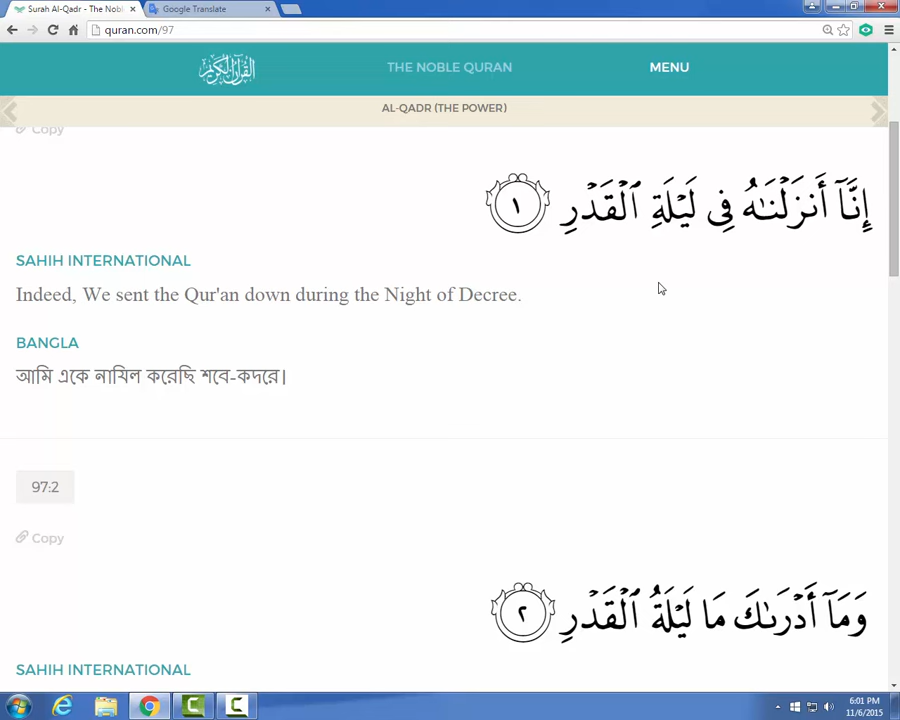 Surah Al-Qadr - The Nobl
Google Translate
quran.com/97
القرآن الكريم
THE NOBLE QURAN
MENU
AL-QADR (THE POWER)
Copy
إِنَّآ أَنزَلْنَـٰهُ فِى لَيْلَةِ ٱلْقَدْرِ ١
SAHIH INTERNATIONAL
Indeed, We sent the Qur'an down during the Night of Decree.
BANGLA
আমি একে নাযিল করেছি শবে-কদরে।
97:2
Copy
وَمَآ أَدْرَىٰكَ مَا لَيْلَةُ ٱلْقَدْرِ ٢
SAHIH INTERNATIONAL
6:01 PM
11/6/2015